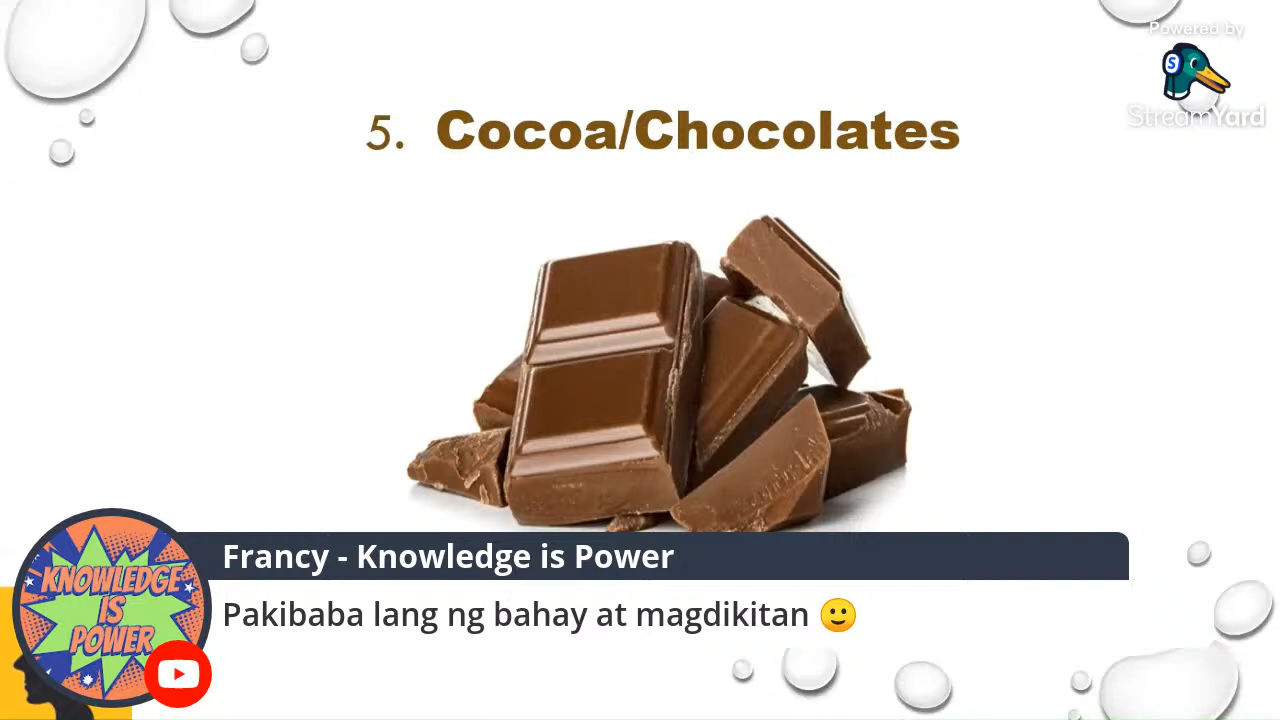 Powered by
StreamYard
5. Cocoa/Chocolates
Francy - Knowledge is Power
Pakibaba lang ng bahay at magdikitan 🙂
KNOWLEDGE
IS
POWER